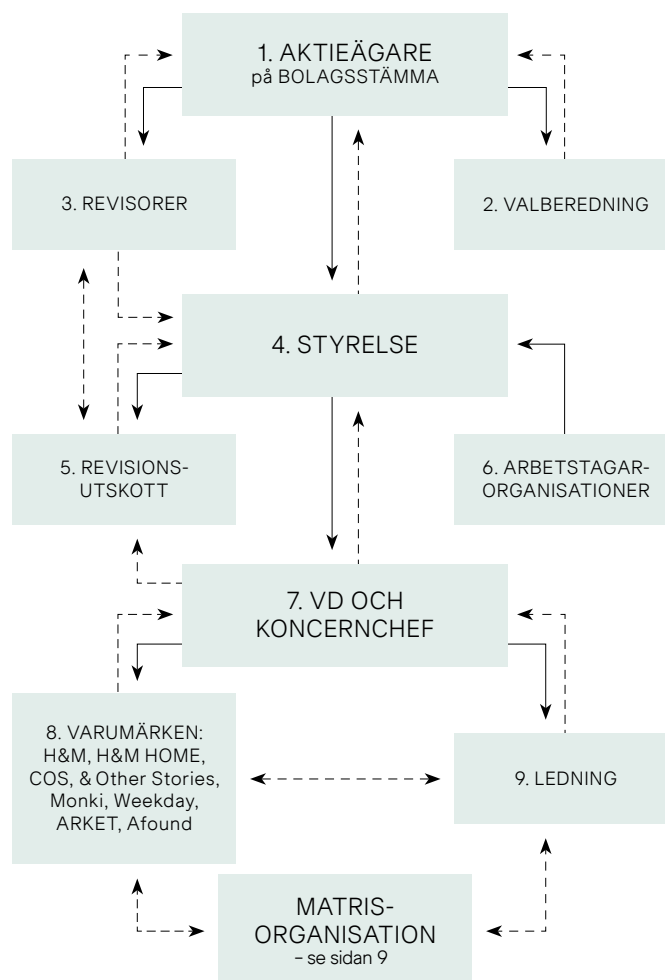 1. AKTIEÄGARE
på BOLAGSSTÄMMA
3. REVISORER
2. VALBEREDNING
4. STYRELSE
5. REVISIONS-
UTSKOTT
6. ARBETSTAGAR-
ORGANISATIONER
7. VD OCH
KONCERNCHEF
8. VARUMÄRKEN:
H&M, H&M HOME,
COS, & Other Stories,
Monki, Weekday,
ARKET, Afound
9. LEDNING
MATRIS-
ORGANISATION
– se sidan 9